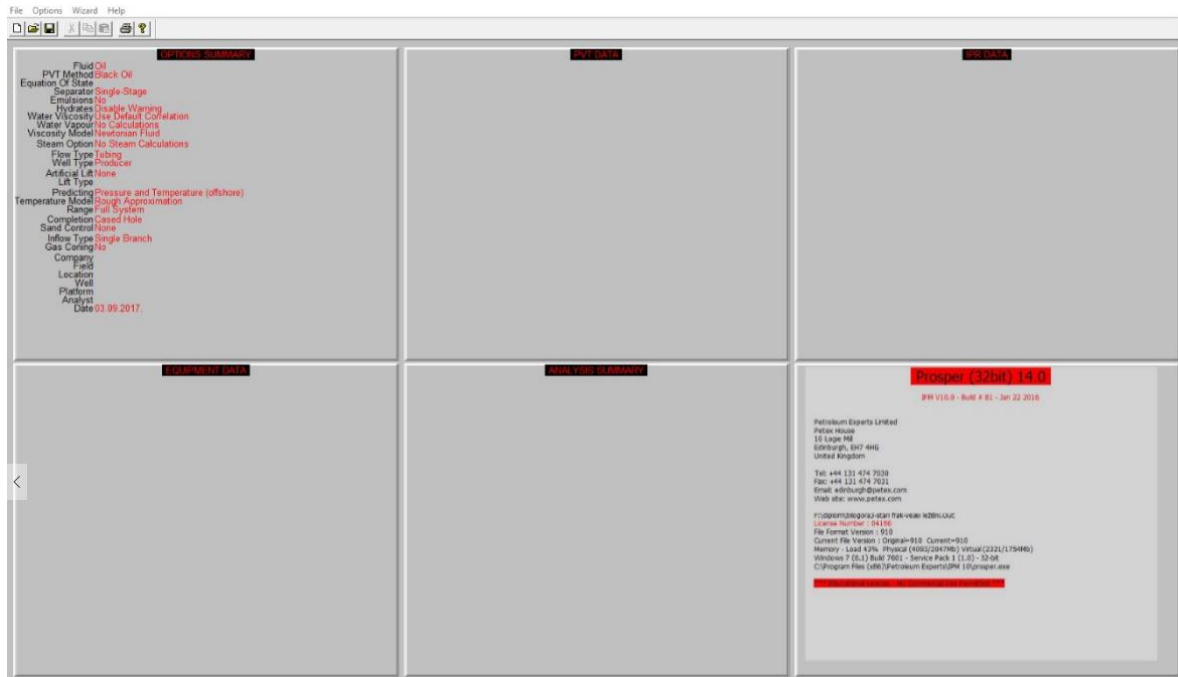 File Options Wizard Help
OPTIONS SUMMARY
Fluid Oil
PVT Method Black Oil
Equation Of State
Separator Single-Stage
Emulsions No
Hydrates Disable Warning
Water Viscosity Use Default Correlation
Water Vapour No Calculations
Viscosity Model Newtonian Fluid
Steam Option No Steam Calculations
Flow Type Tubing
Well Type Producer
Artificial Lift None
Lift Type
Predicting Pressure and Temperature (offshore)
Temperature Model Rough Approximation
Range Full System
Completion Cased Hole
Sand Control None
Inflow Type Single Branch
Gas Coning No
Company
Field
Location
Well
Platform
Analyst
Date 03.09.2017.
PVT DATA
IPR DATA
EQUIPMENT DATA
ANALYSIS SUMMARY
Prosper (32bit) 14.0
IPM V10.0 - Build # 81 - Jan 22 2016
Petroleum Experts Limited
Petex House
10 Logie Mill
Edinburgh, EH7 4HG
United Kingdom
Tel: +44 131 474 7030
Fax: +44 131 474 7031
Email: edinburgh@petex.com
Web site: www.petex.com
License Number : 04166
File Format Version : 910
Current File Version : Original=910 Current=910
Memory - Load 43% Physical (4093/2047Mb) Virtual (2321/1754Mb)
Windows 7 (6.1) Build 7601 - Service Pack 1 (1.0) - 32-bit
C:\Program Files (x86)\Petroleum Experts\IPM 10\prosper.exe
*** Educational License - No Commercial Use Permitted ***